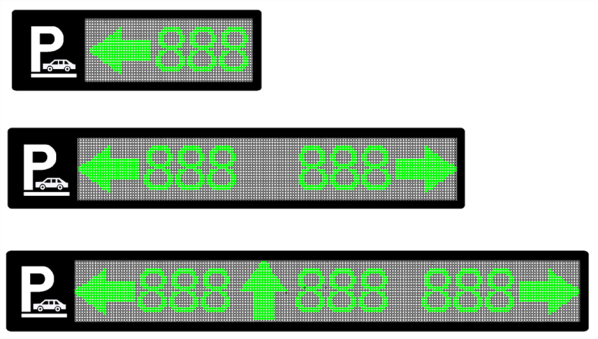 P ← 888
P ← 888 888 →
P ← 888 ↑ 888 888 →